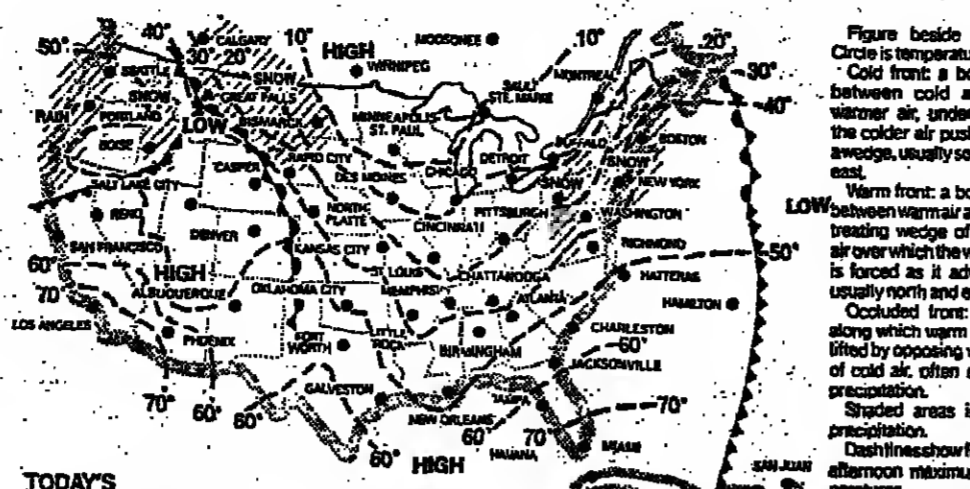 50° 40° 30° 20° 10° HIGH MOOSONEE .10° .20°
CALGARY WINNIPEG
SEATTLE SNOW SAULT STE. MARIE MONTREAL 30°
SNOW GREAT FALLS 40°
RAIN PORTLAND LOW BISMARCK MINNEAPOLIS ST. PAUL BOSTON
BOISE BUFFALO
CASPER RAPID CITY DETROIT SNOW
SALT LAKE CITY DES MOINES CHICAGO SNOW NEW YORK
RENO NORTH PLATTE PITTSBURGH WASHINGTON LOW
DENVER CINCINNATI
SAN FRANCISCO KANSAS CITY RICHMOND
60° HIGH ST. LOUIS CHATTANOOGA HATTERAS 50°
70° ALBUQUERQUE OKLAHOMA CITY MEMPHIS ATLANTA HAMILTON
LOS ANGELES PHOENIX FORT WORTH LITTLE ROCK BIRMINGHAM CHARLESTON
60°
JACKSONVILLE
GALVESTON
70° 60° 60° NEW ORLEANS TAMPA 70°
60° 70°
60° HIGH HAVANA MIAMI
SAN JUAN
TODAY'S
Figure beside
Circle is temperatu
Cold front: a bo
between cold a
warmer air, under
the colder air pus
a wedge, usually so
east.
Warm front: a bo
between warm air a
treating wedge of
air over which the w
is forced as it ad
usually north and e
Occluded front:
along which warm
lifted by opposing
of cold air, often
precipitation.
Shaded areas i
precipitation.
Dash lines show
afternoon maximu